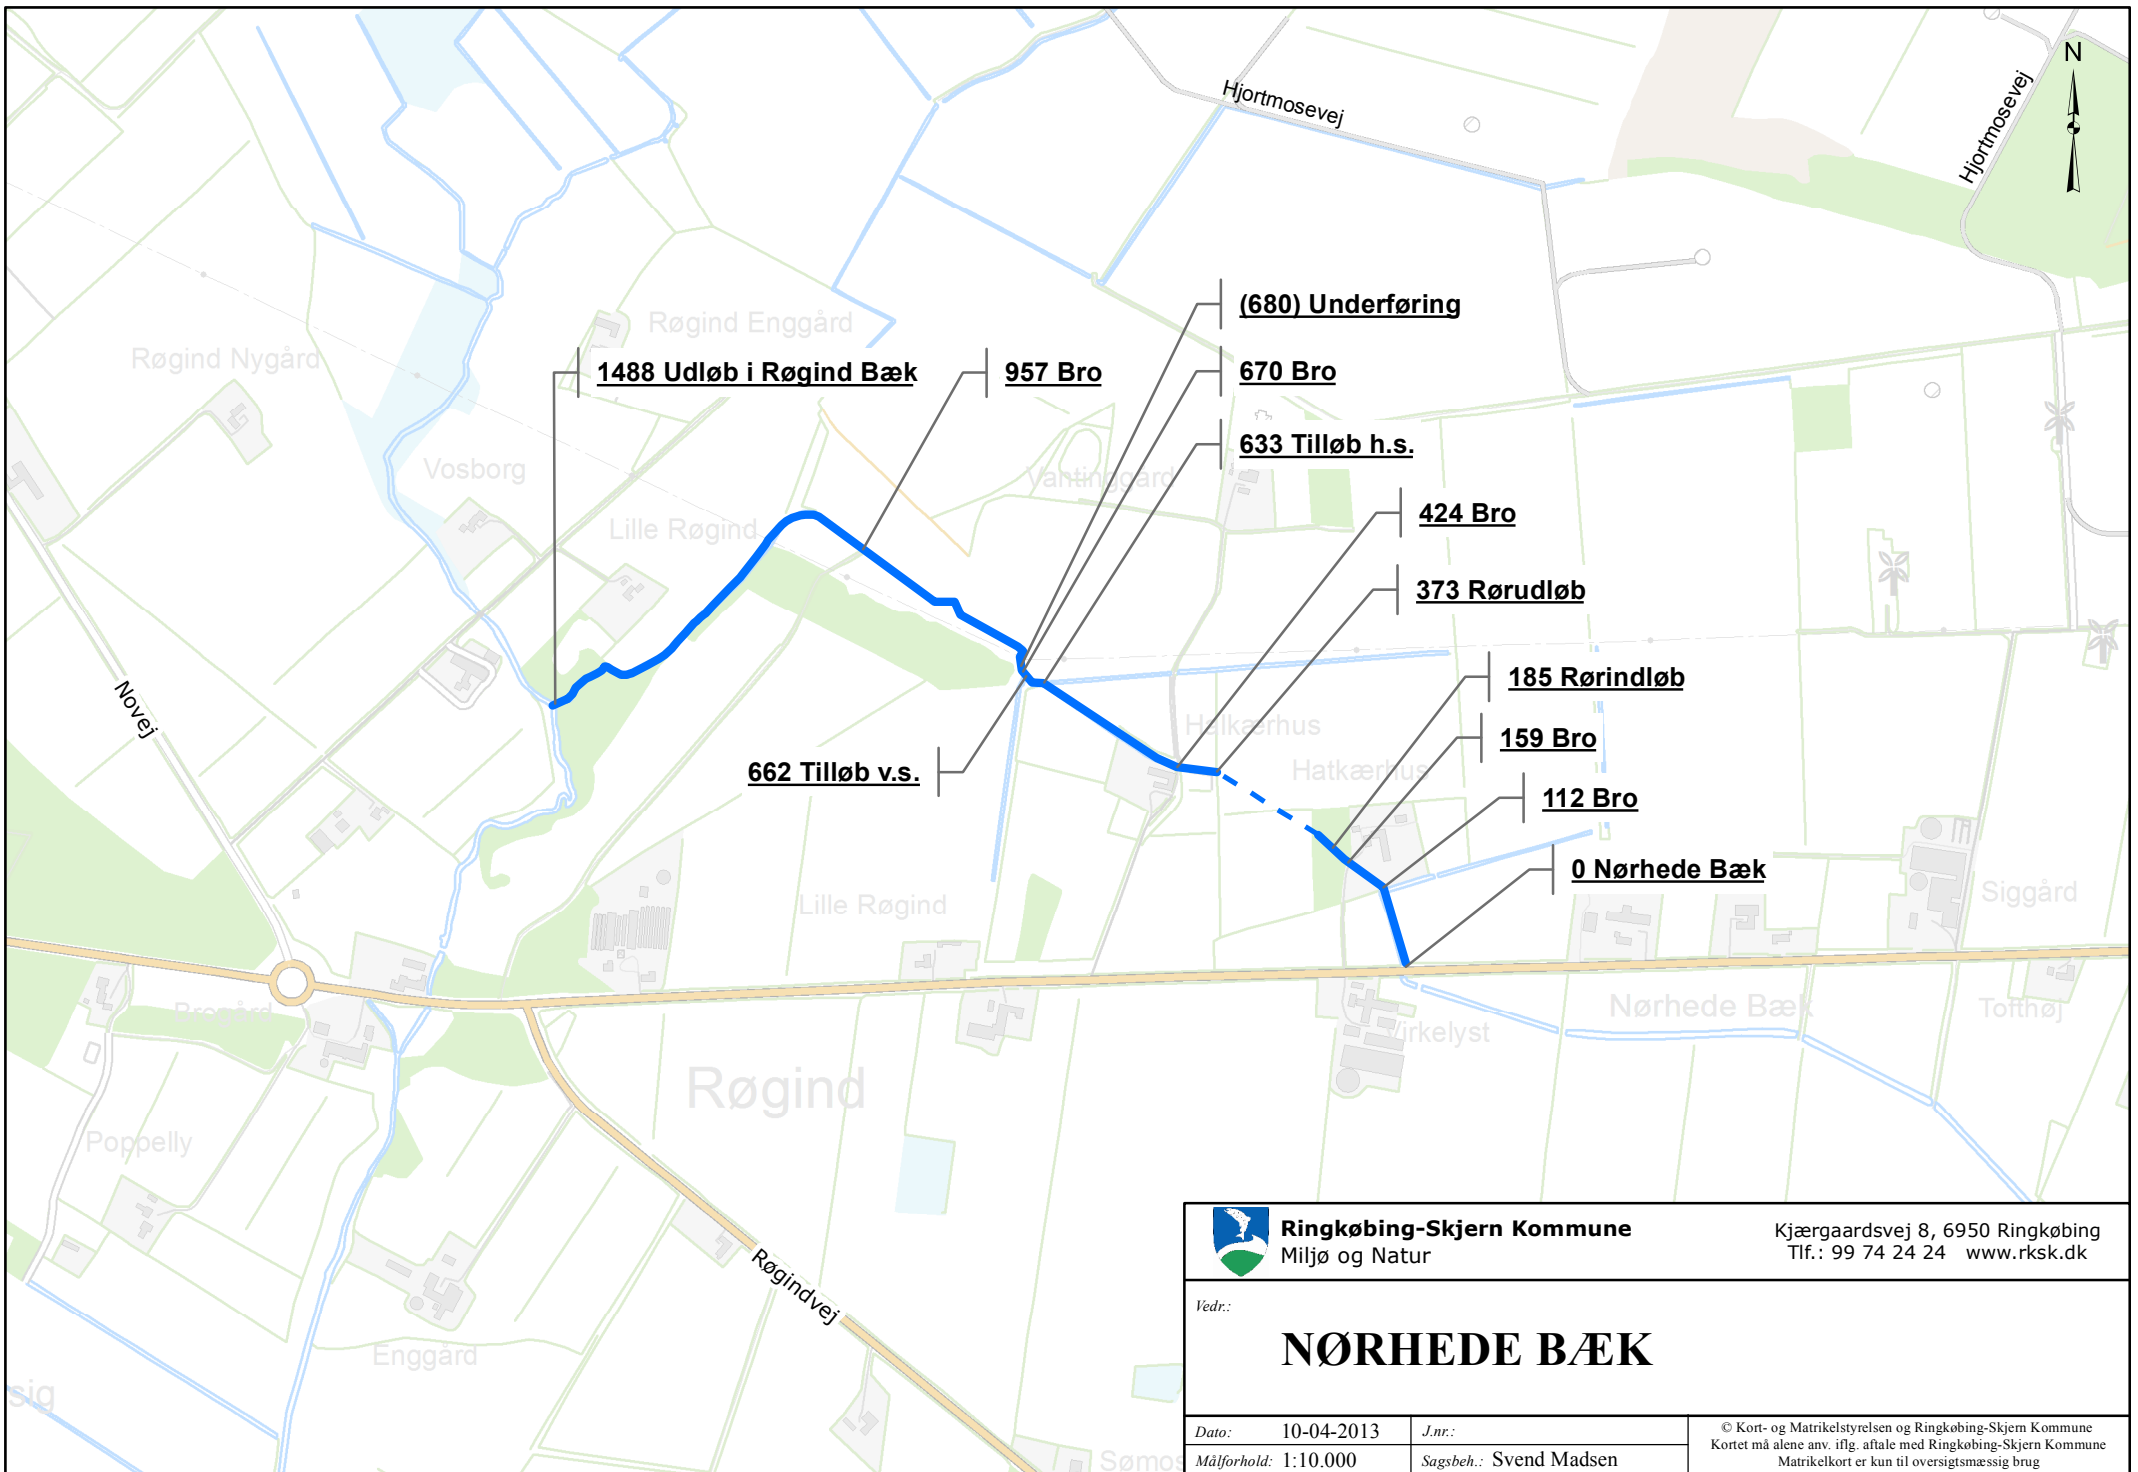 Hjortmosevej
Hjortmosevej
N
(680) Underføring
Røgind Enggård
Røgind Nygård
1488 Udløb i Røgind Bæk
957 Bro
670 Bro
633 Tilløb h.s.
Vosborg
Vantinggård
424 Bro
Lille Røgind
373 Rørudløb
185 Rørindløb
Novej
Halkærhus
159 Bro
662 Tilløb v.s.
Hatkærhus
112 Bro
0 Nørhede Bæk
Lille Røgind
Siggård
Brogård
Nørhede Bæk
Tofthøj
Virkelyst
Røgind
Poppelly
Røgindvej
Enggård
sig
Sømos
Ringkøbing-Skjern Kommune
Miljø og Natur
Kjærgaardsvej 8, 6950 Ringkøbing
Tlf.: 99 74 24 24 www.rksk.dk
Vedr.:
NØRHEDE BÆK
Dato: 10-04-2013
J.nr.:
Målforhold: 1:10.000
Sagsbeh.: Svend Madsen
© Kort- og Matrikelstyrelsen og Ringkøbing-Skjern Kommune
Kortet må alene anv. iflg. aftale med Ringkøbing-Skjern Kommune
Matrikelkort er kun til oversigtsmæssig brug